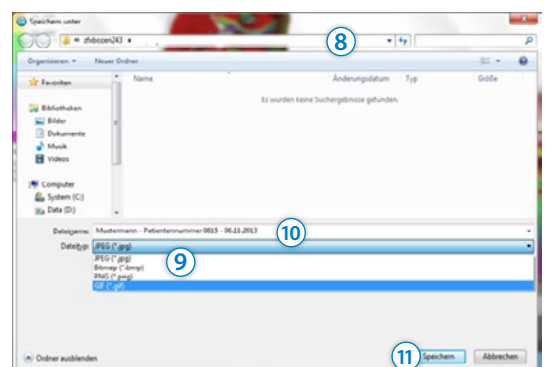 Speichern unter
« zfvbozen243 ▸
8
Organisieren ▾ Neuer Ordner
Favoriten
Name Änderungsdatum Typ Größe
Es wurden keine Suchergebnisse gefunden.
Bibliotheken
Bilder
Dokumente
Musik
Videos
Computer
System (C:)
Data (D:)
Dateiname: Mustermann - Patientennummer 0815 - 06.11.2013
10
Dateityp: JPEG (*.jpg)
9
JPEG (*.jpg)
Bitmap (*.bmp)
PNG (*.png)
GIF (*.gif)
Ordner ausblenden
11
Speichern Abbrechen